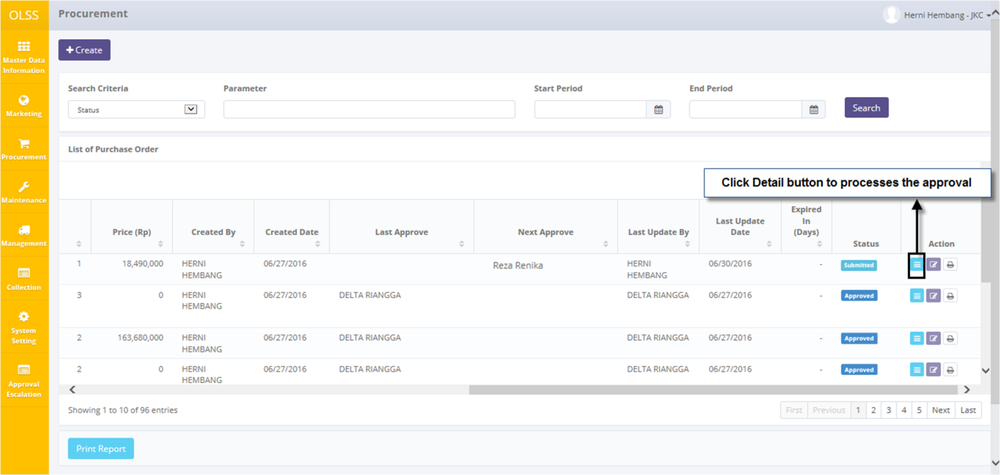 OLSS
Procurement
Herni Hembang - JKC
Master Data
Information
Marketing
Procurement
Maintenance
Management
Collection
System
Setting
Approval
Escalation
Create
Search Criteria
Parameter
Start Period
End Period
Status
Search
List of Purchase Order
Click Detail button to processes the approval
Price (Rp)
Created By
Created Date
Last Approve
Next Approve
Last Update By
Last Update
Date
Expired
In
(Days)
Status
Action
1 18,490,000 HERNI 06/27/2016 Reza Renika HERNI 06/30/2016 - Submitted
HEMBANG HEMBANG
3 0 HERNI 06/27/2016 DELTA RIANGGA DELTA RIANGGA 06/27/2016 - Approved
HEMBANG
2 163,680,000 HERNI 06/27/2016 DELTA RIANGGA DELTA RIANGGA 06/27/2016 - Approved
HEMBANG
2 0 HERNI 06/27/2016 DELTA RIANGGA DELTA RIANGGA 06/27/2016 - Approved
HEMBANG
Showing 1 to 10 of 96 entries
First Previous 1 2 3 4 5 Next Last
Print Report